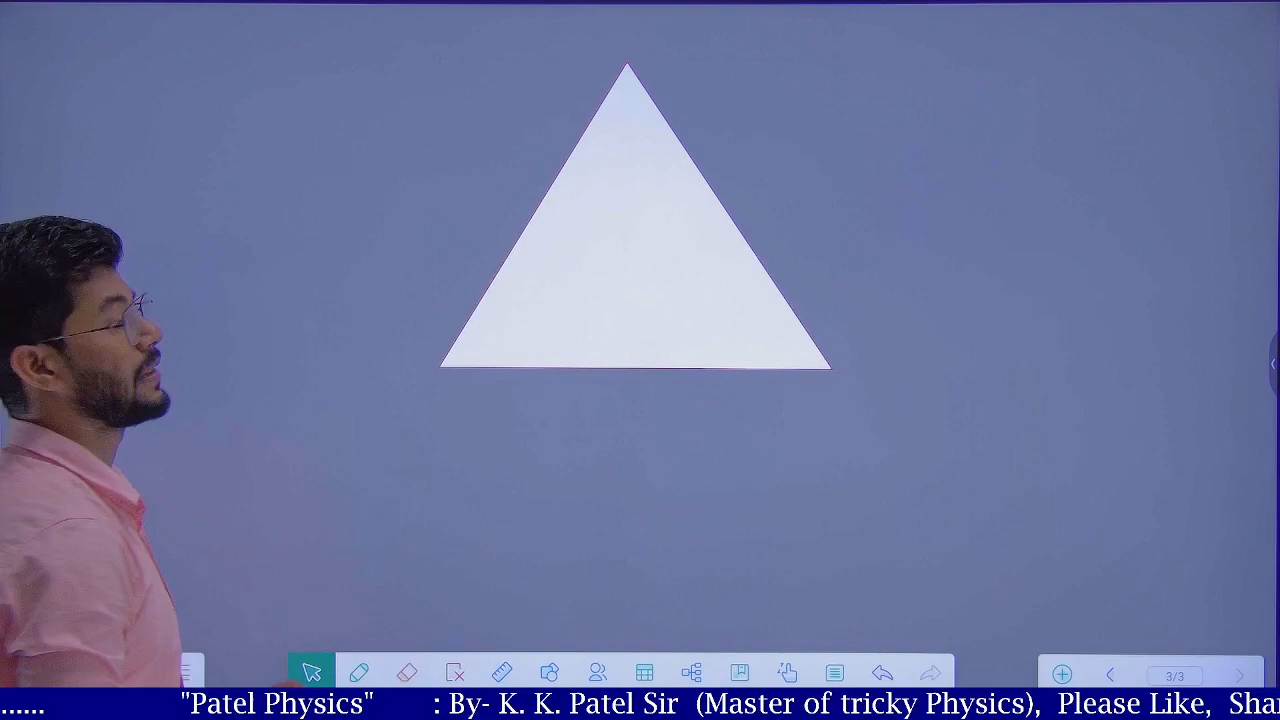 3/3
...... "Patel Physics" : By- K. K. Patel Sir (Master of tricky Physics), Please Like, Sha